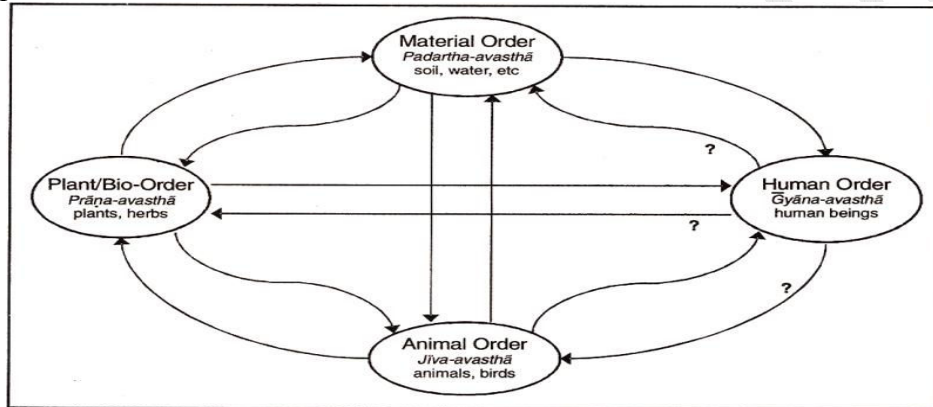 Material Order
Padartha-avasthā
soil, water, etc
?
Plant/Bio-Order
Prāṇa-avasthā
plants, herbs
Human Order
G̅yāna-avasthā
human beings
?
?
Animal Order
Jīva-avasthā
animals, birds